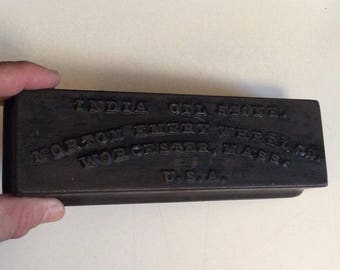 INDIA OIL STONE.
NORTON EMERY WHEEL CO.
WORCESTER, MASS.
U.S.A.